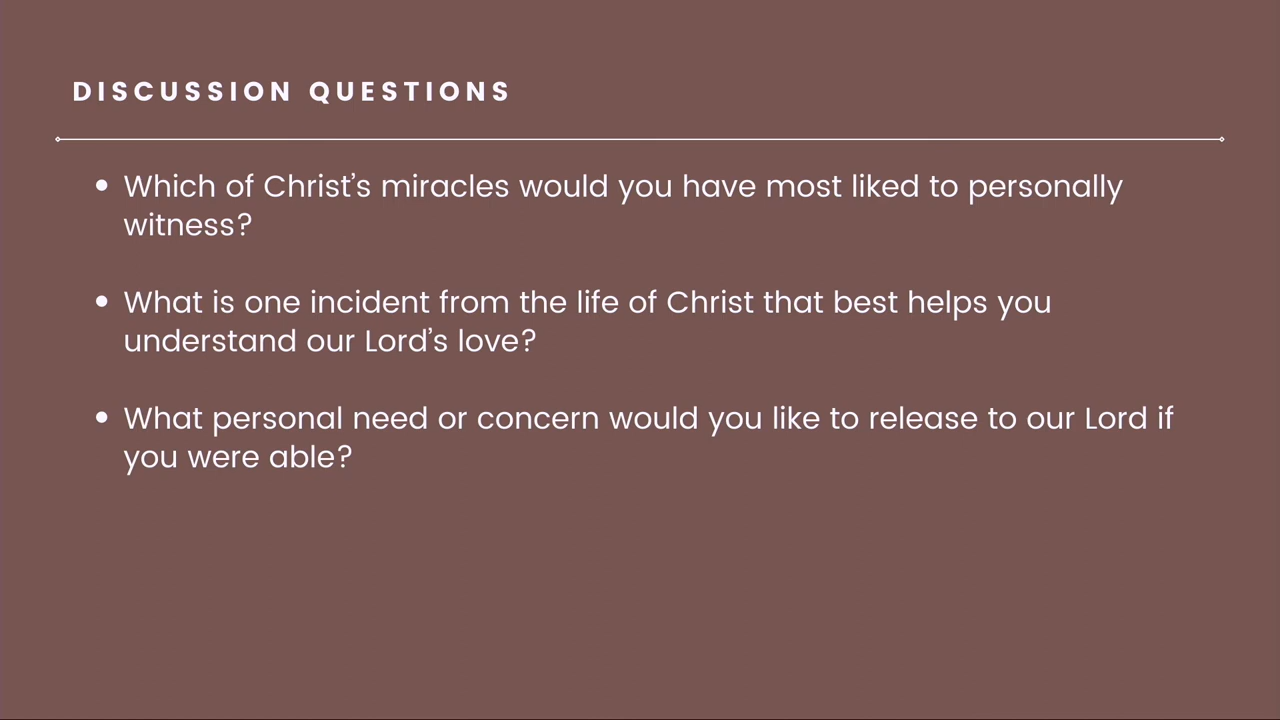 DISCUSSION QUESTIONS
• Which of Christ’s miracles would you have most liked to personally
witness?
• What is one incident from the life of Christ that best helps you
understand our Lord’s love?
• What personal need or concern would you like to release to our Lord if
you were able?